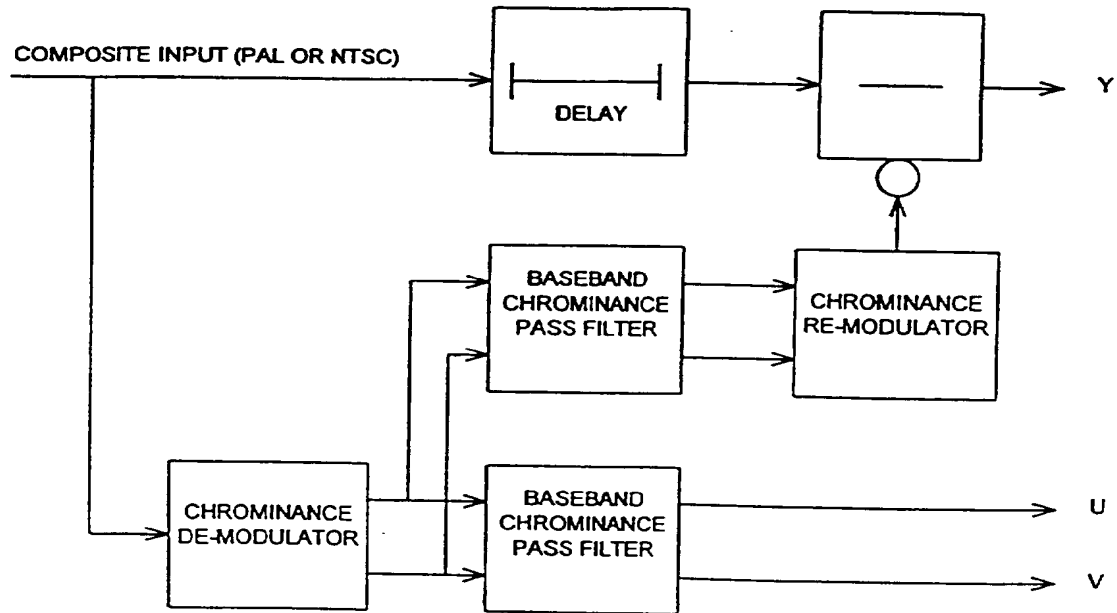 COMPOSITE INPUT (PAL OR NTSC)
DELAY
Y
BASEBAND
CHROMINANCE
PASS FILTER
CHROMINANCE
RE-MODULATOR
CHROMINANCE
DE-MODULATOR
BASEBAND
CHROMINANCE
PASS FILTER
U
V